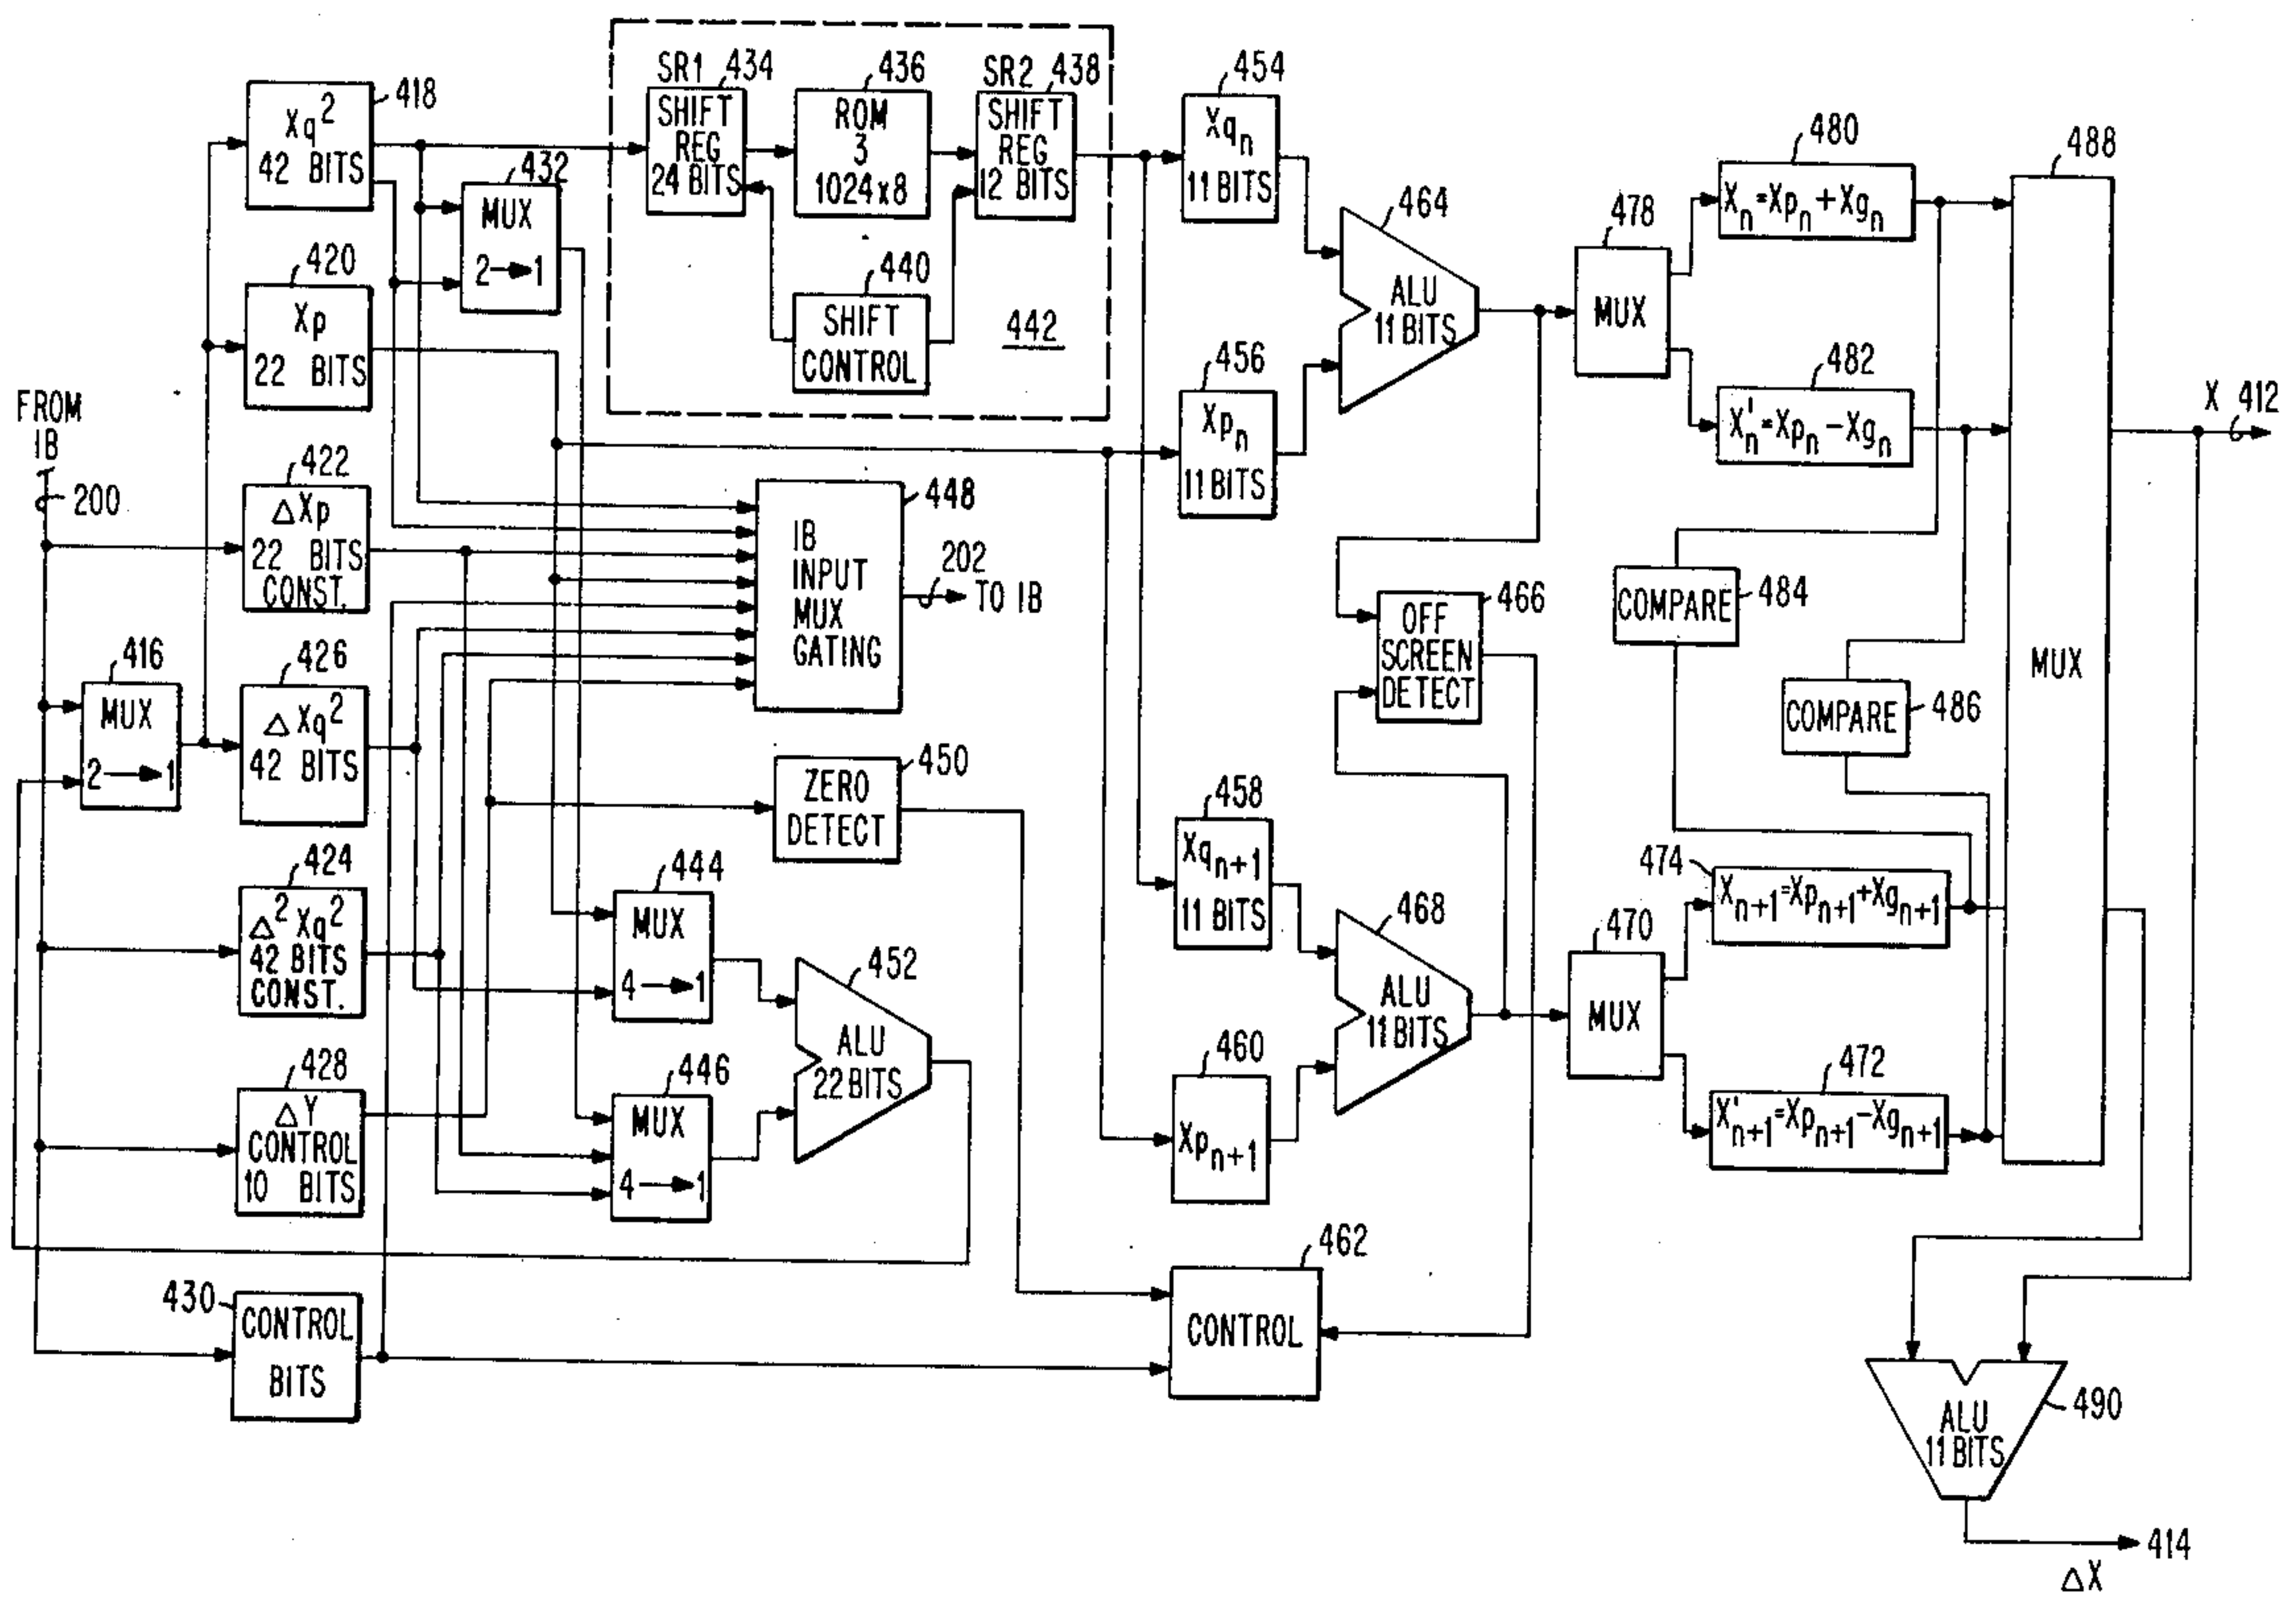 Xq²
42 BITS
418
Xp
22 BITS
420
FROM
IB
200
ΔXp
22 BITS
CONST.
422
MUX
2→1
416
ΔXq²
42 BITS
426
Δ²Xq²
42 BITS
CONST.
424
ΔY
CONTROL
10 BITS
428
CONTROL
BITS
430
MUX
2→1
432
SR1
434
SHIFT
REG
24 BITS
436
ROM
3
1024x8
SR2
438
SHIFT
REG
12 BITS
440
SHIFT
CONTROL
442
IB
INPUT
MUX
GATING
448
202
TO IB
ZERO
DETECT
450
444
MUX
4→1
446
MUX
4→1
452
ALU
22 BITS
454
Xqₙ
11 BITS
456
Xpₙ
11 BITS
458
Xqₙ₊₁
11 BITS
460
Xpₙ₊₁
462
CONTROL
464
ALU
11 BITS
466
OFF
SCREEN
DETECT
468
ALU
11 BITS
478
MUX
470
MUX
480
Xₙ=Xpₙ+Xgₙ
482
X'ₙ=Xpₙ-Xgₙ
COMPARE
484
COMPARE
486
474
Xₙ₊₁=Xpₙ₊₁+Xgₙ₊₁
472
X'ₙ₊₁=Xpₙ₊₁-Xgₙ₊₁
488
MUX
X 412
ALU
11 BITS
490
414
ΔX